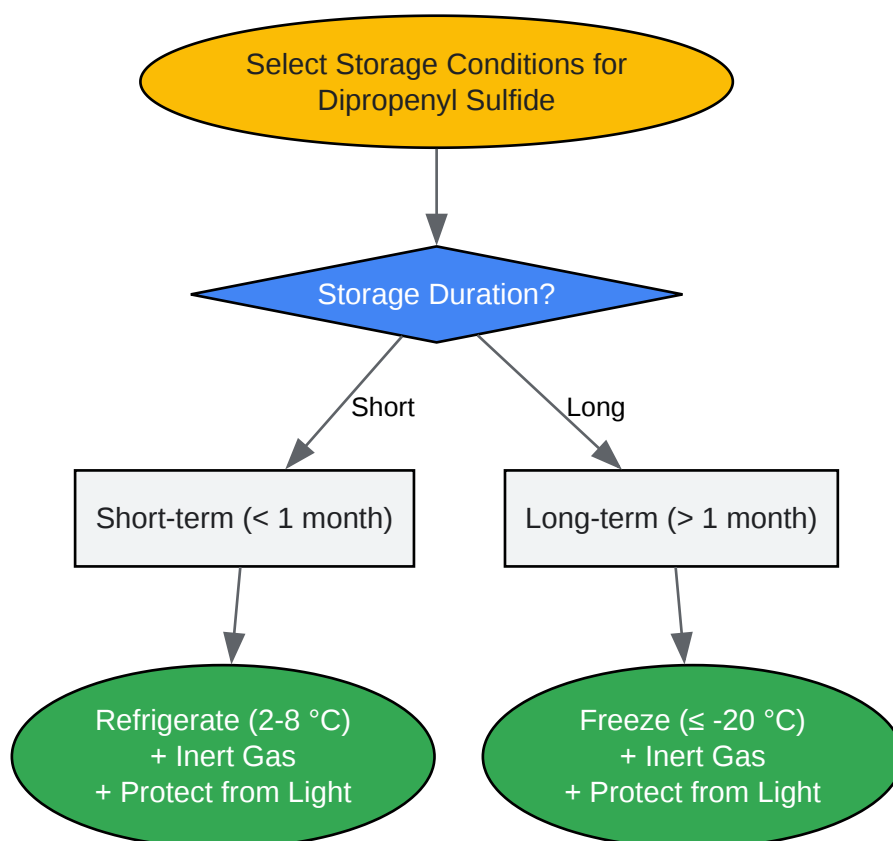 Select Storage Conditions for
Dipropenyl Sulfide
Storage Duration?
Short
Long
Short-term (< 1 month)
Long-term (> 1 month)
Refrigerate (2-8 °C)
+ Inert Gas
+ Protect from Light
Freeze (≤ -20 °C)
+ Inert Gas
+ Protect from Light